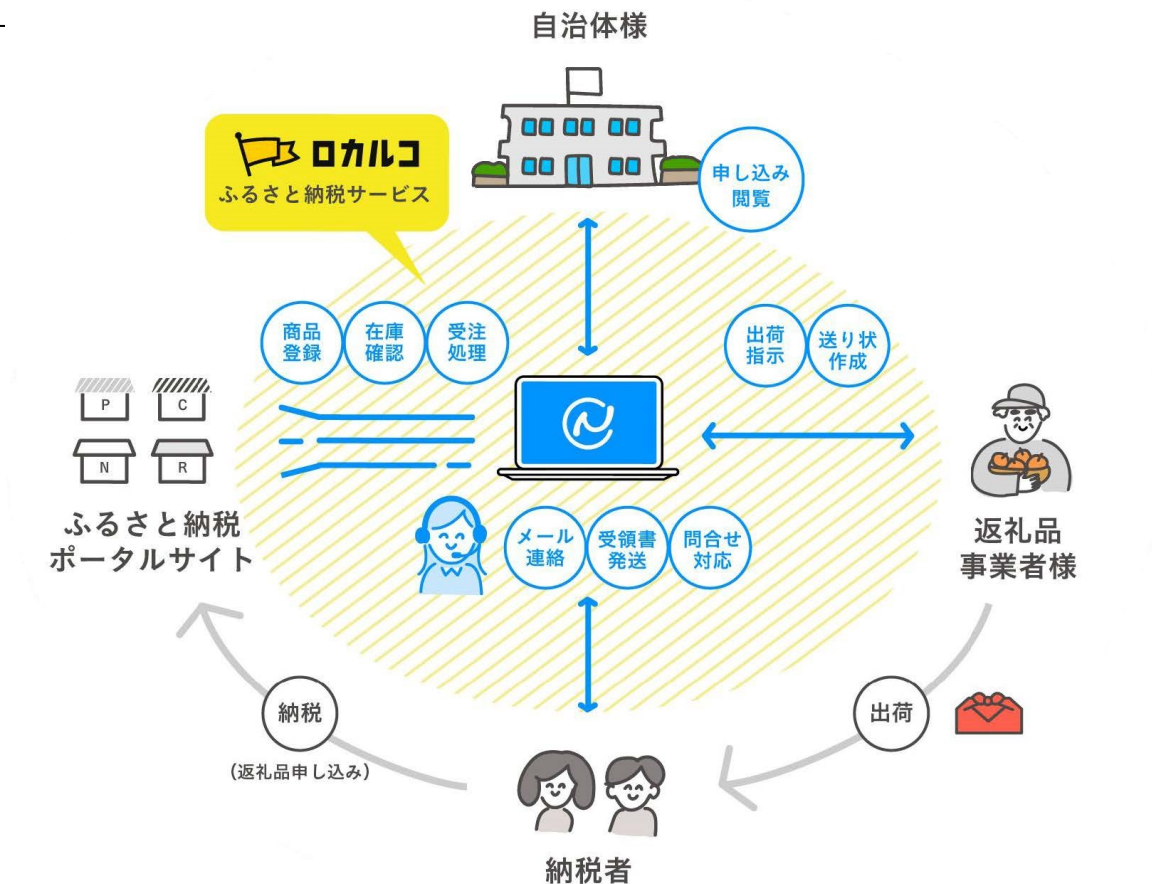 自治体様
ロカルコ
ふるさと納税サービス
申し込み
閲覧
商品
登録
在庫
確認
受注
処理
出荷
指示
送り状
作成
P
C
N
R
ふるさと納税
ポータルサイト
メール
連絡
受領書
発送
問合せ
対応
返礼品
事業者様
納税
(返礼品申し込み)
出荷
納税者